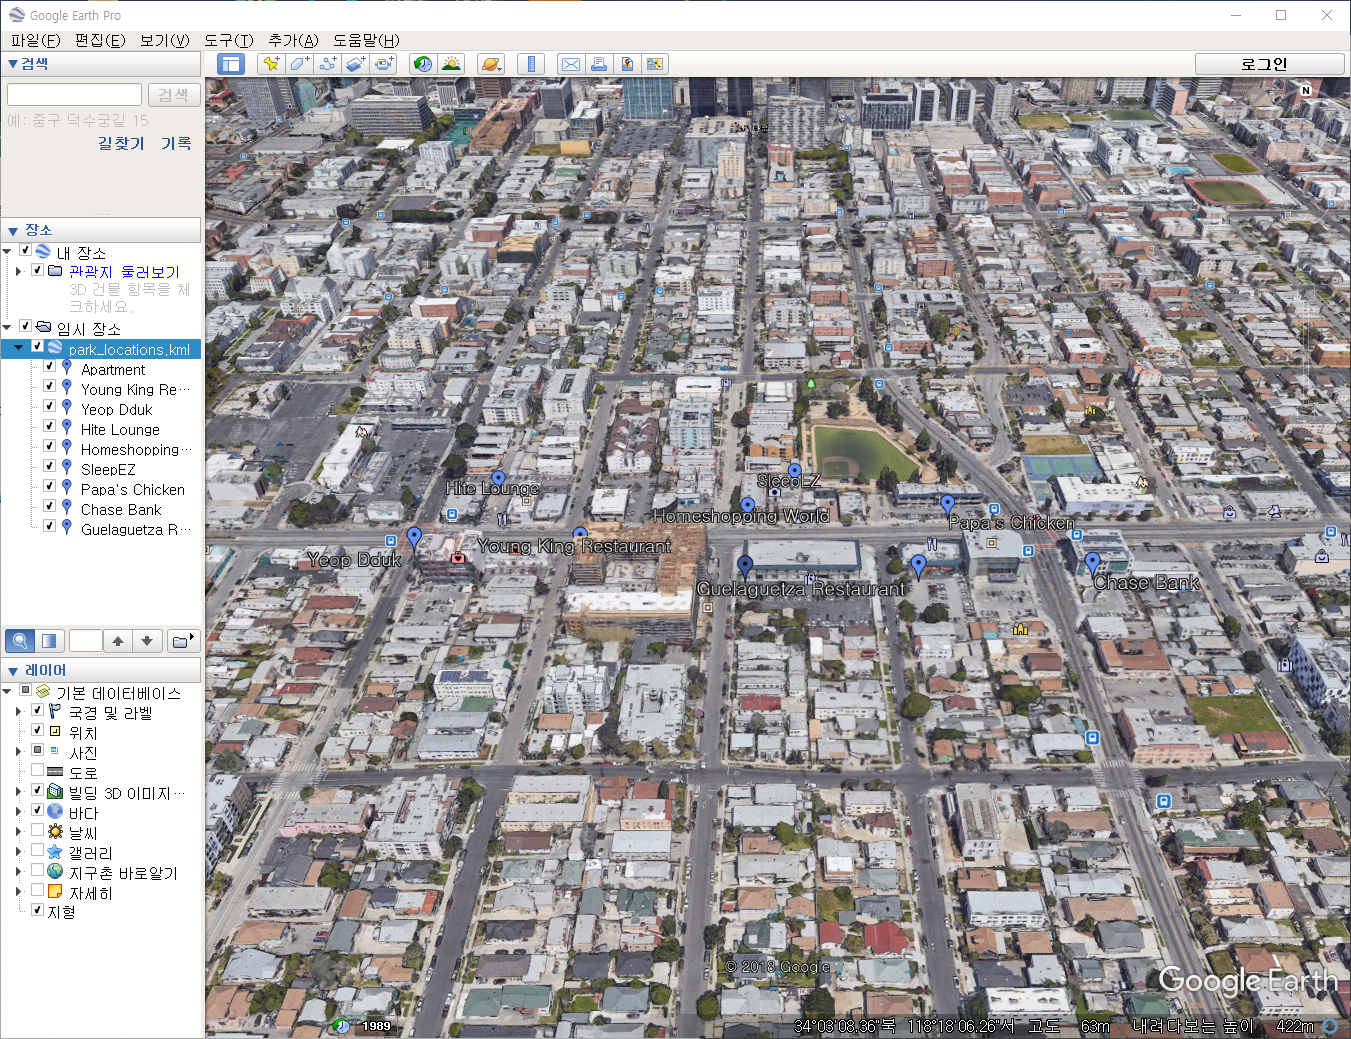 Google Earth Pro
파일(F) 편집(E) 보기(V) 도구(T) 추가(A) 도움말(H)
▼검색
로그인
검색
예: 중구 덕수궁길 15
길찾기 기록
▼ 장소
내 장소
관광지 둘러보기
3D 건물 항목을 체
크하세요.
임시 장소
park_locations.kml
Apartment
Young King Re···
Yeop Dduk
Hite Lounge
Homeshopping···
SleepEZ
Papa's Chicken
Chase Bank
Guelaguetza R···
▼ 레이어
기본 데이터베이스
국경 및 라벨
위치
사진
도로
빌딩 3D 이미지···
바다
날씨
갤러리
지구촌 바로알기
자세히
지형
N
Hite Lounge
SleepEZ
Homeshopping World
Papa's Chicken
Yeop Dduk
Young King Restaurant
Guelaguetza Restaurant
Chase Bank
© 2018 Google
Google Earth
1989
34°03'08.36"북 118°18'06.26"서 고도 63m 내려다보는 높이 422m